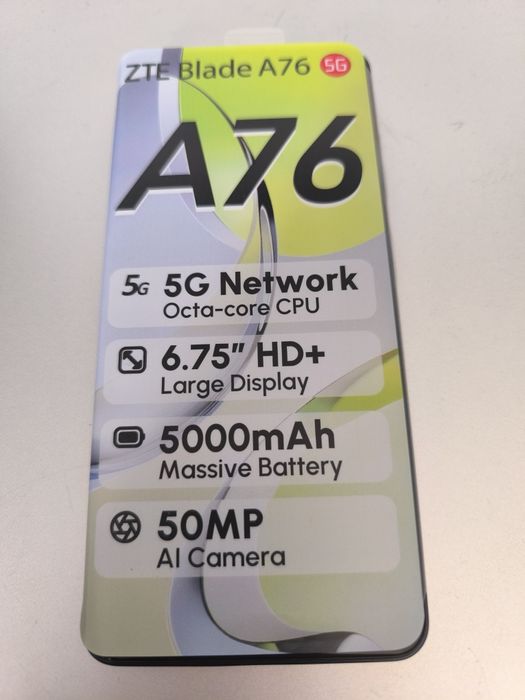 ZTE Blade A76 5G
A76
5G 5G Network
Octa-core CPU
6.75" HD+
Large Display
5000mAh
Massive Battery
50MP
AI Camera